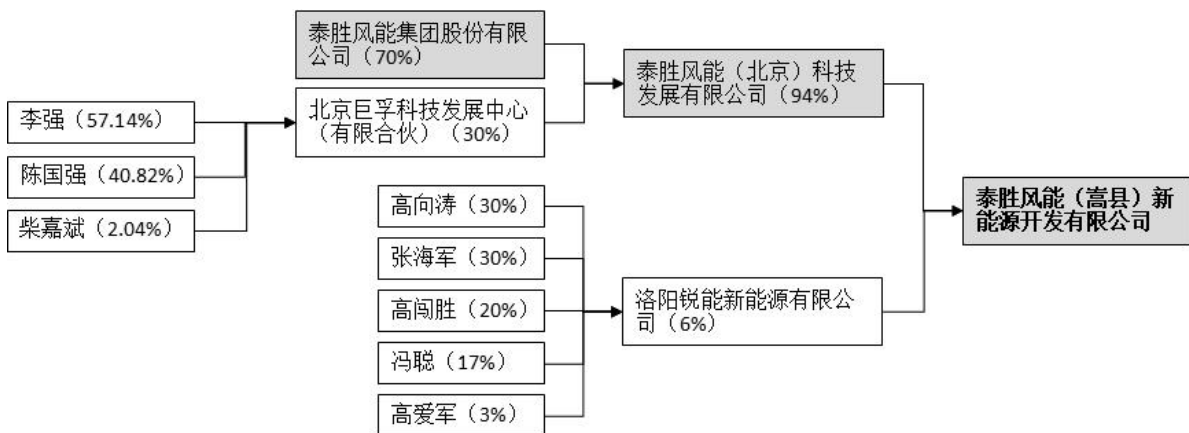 泰胜风能集团股份有限
公司（70%）
北京巨孚科技发展中心
（有限合伙）（30%）
李强（57.14%）
陈国强（40.82%）
柴嘉斌（2.04%）
泰胜风能（北京）科技
发展有限公司（94%）
高向涛（30%）
张海军（30%）
高闯胜（20%）
冯聪（17%）
高爱军（3%）
洛阳锐能新能源有限公
司（6%）
泰胜风能（嵩县）新
能源开发有限公司